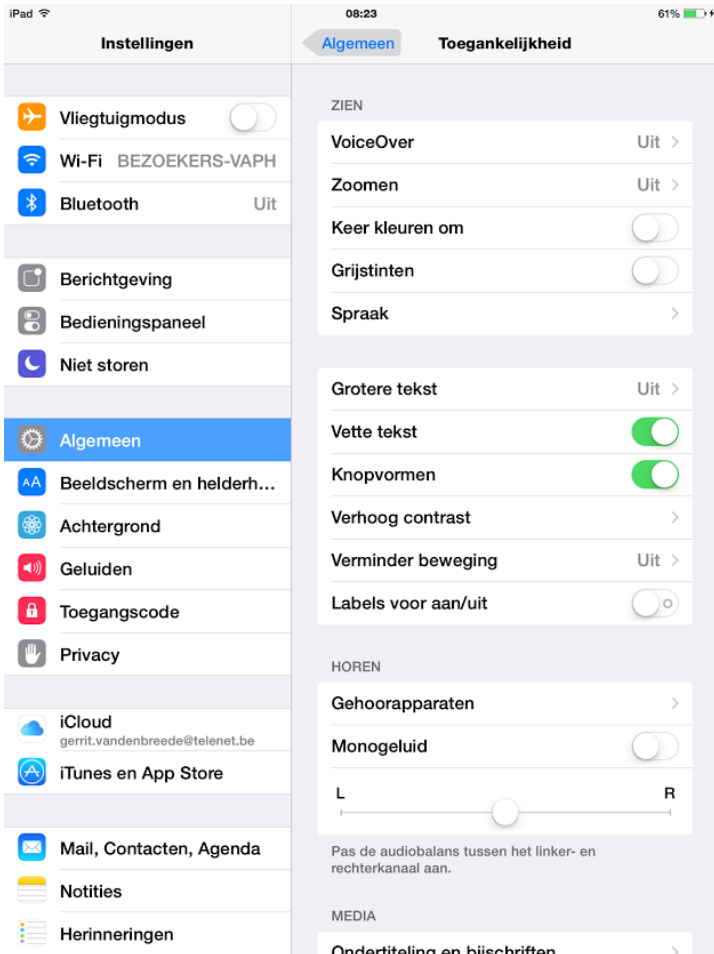 iPad 08:23 61%
Instellingen
Vliegtuigmodus
Wi-Fi BEZOEKERS-VAPH
Bluetooth Uit
Berichtgeving
Bedieningspaneel
Niet storen
Algemeen
AA Beeldscherm en helderh...
Achtergrond
Geluiden
Toegangscode
Privacy
iCloud
gerrit.vandenbreede@telenet.be
iTunes en App Store
Mail, Contacten, Agenda
Notities
Herinneringen
Algemeen Toegankelijkheid
ZIEN
VoiceOver Uit
Zoomen Uit
Keer kleuren om
Grijstinten
Spraak
Grotere tekst Uit
Vette tekst
Knopvormen
Verhoog contrast
Verminder beweging Uit
Labels voor aan/uit
HOREN
Gehoorapparaten
Monogeluid
L R
Pas de audiobalans tussen het linker- en
rechterkanaal aan.
MEDIA
Ondertiteling en bijschriften